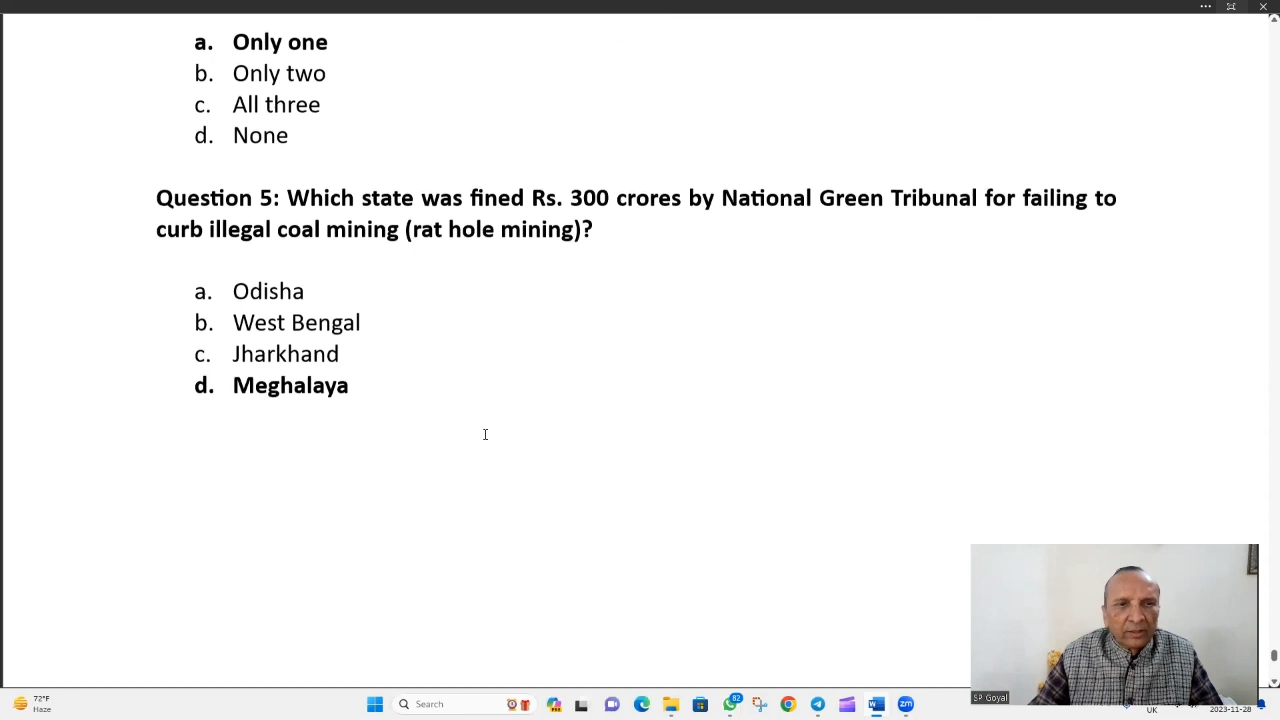 a. Only one
b. Only two
c. All three
d. None
Question 5: Which state was fined Rs. 300 crores by National Green Tribunal for failing to
curb illegal coal mining (rat hole mining)?
a. Odisha
b. West Bengal
c. Jharkhand
d. Meghalaya
SP. Goyal
72°F
Haze
Search
82
W
zm
UK
2023-11-28